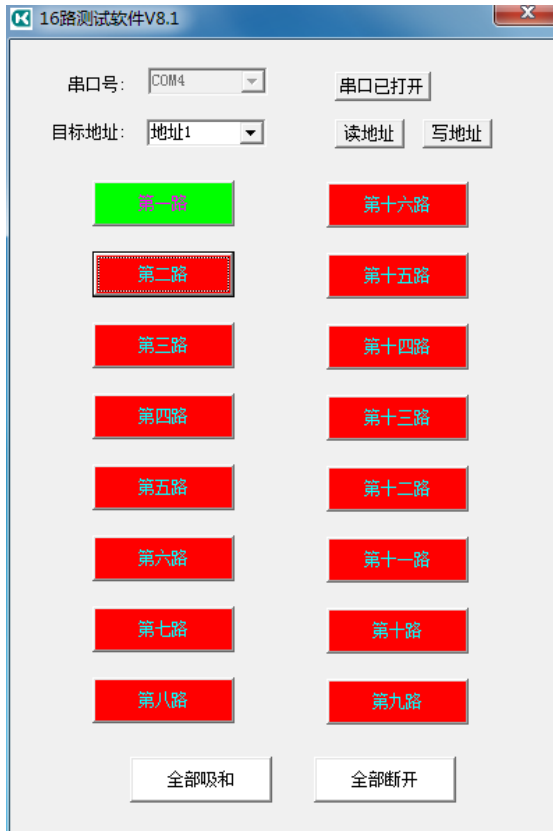 16路测试软件V8.1
串口号: COM4 串口已打开
目标地址: 地址1 读地址 写地址
第一路 第十六路
第二路 第十五路
第三路 第十四路
第四路 第十三路
第五路 第十二路
第六路 第十一路
第七路 第十路
第八路 第九路
全部吸和 全部断开